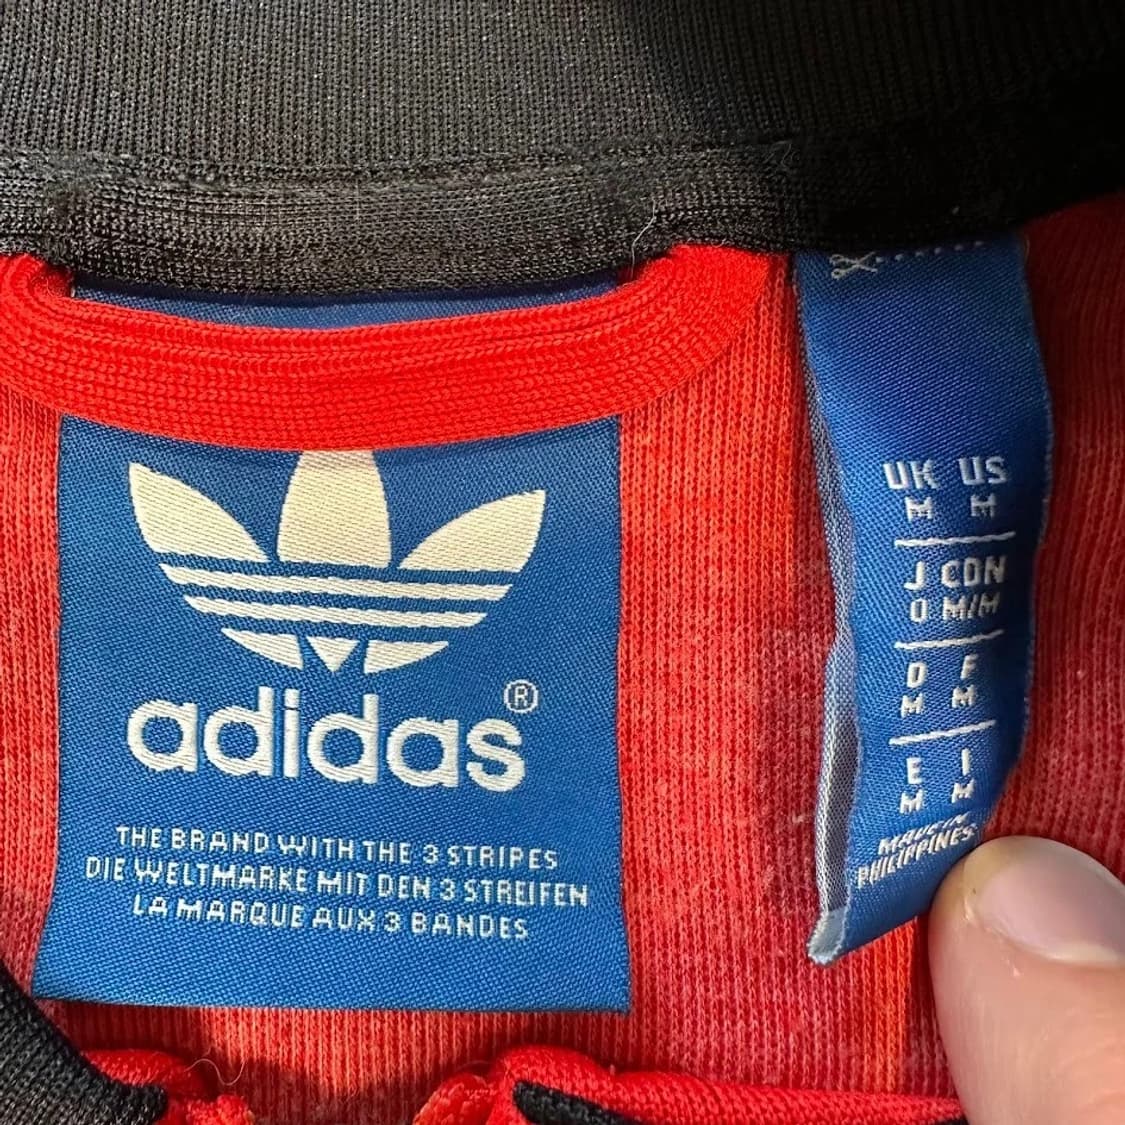 adidas®
THE BRAND WITH THE 3 STRIPES
DIE WELTMARKE MIT DEN 3 STREIFEN
LA MARQUE AUX 3 BANDES
UK US
M M
J CDN
O M/M
D F
M M
E I
M M
MADE IN
PHILIPPINES